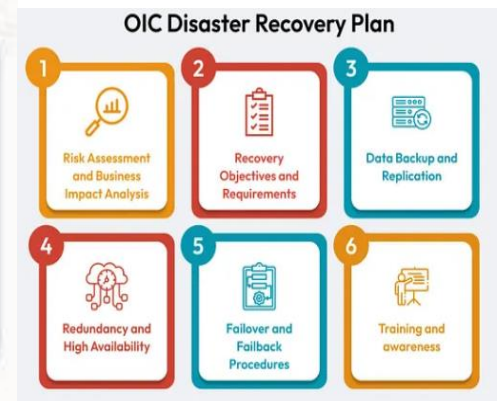 OIC Disaster Recovery Plan
1
Risk Assessment
and Business
Impact Analysis
2
Recovery
Objectives and
Requirements
3
Data Backup and
Replication
4
Redundancy and
High Availability
5
Failover and
Failback
Procedures
6
Training and
awareness